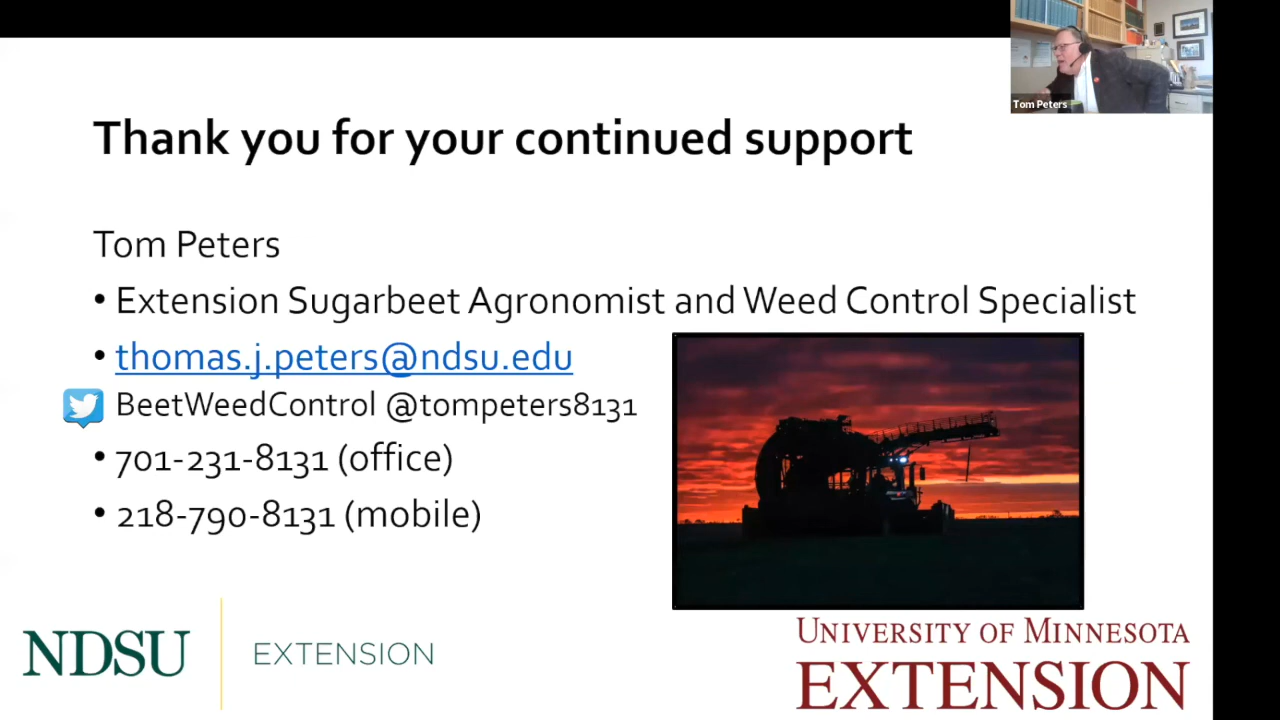 Tom Peters
Thank you for your continued support
Tom Peters
• Extension Sugarbeet Agronomist and Weed Control Specialist
• thomas.j.peters@ndsu.edu
BeetWeedControl @tompeters8131
• 701-231-8131 (office)
• 218-790-8131 (mobile)
NDSU EXTENSION
UNIVERSITY OF MINNESOTA
EXTENSION